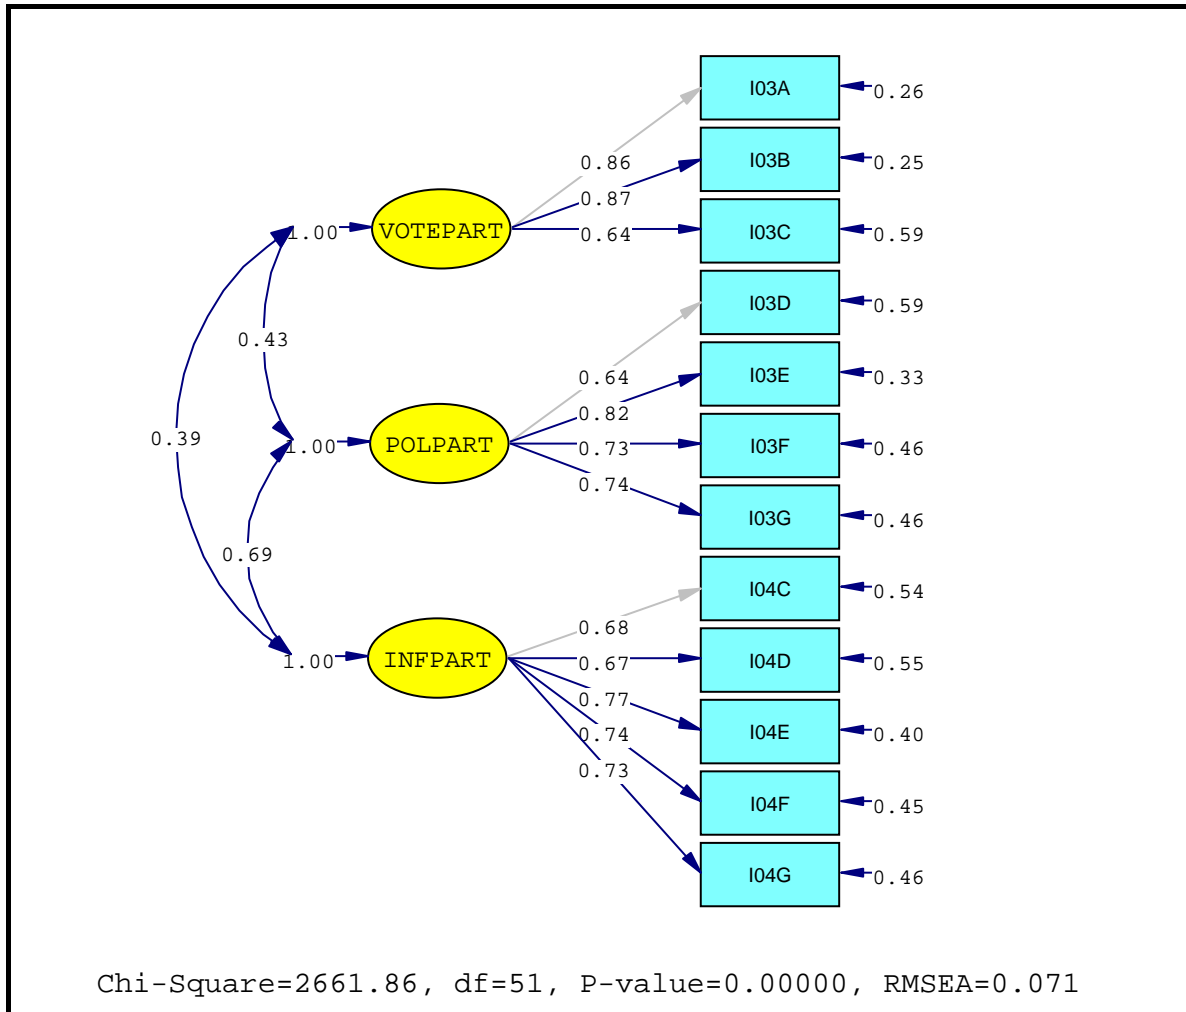 I03A
0.26
0.86
I03B
0.25
0.87
1.00
VOTEPART
0.64
I03C
0.59
I03D
0.59
0.43
0.64
I03E
0.33
0.82
0.39
1.00
POLPART
0.73
I03F
0.46
0.74
I03G
0.46
0.69
I04C
0.54
0.68
1.00
INFPART
0.67
I04D
0.55
0.77
I04E
0.40
0.74
0.73
I04F
0.45
I04G
0.46
Chi-Square=2661.86, df=51, P-value=0.00000, RMSEA=0.071